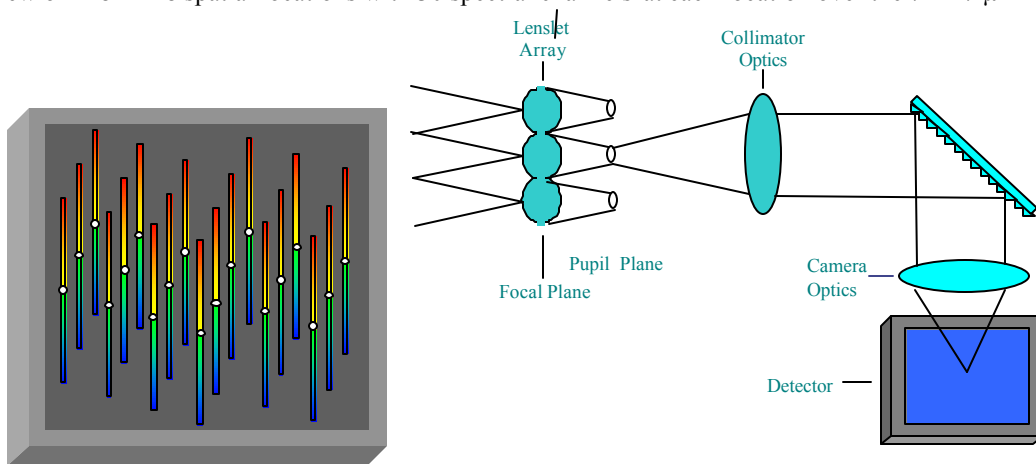 Lenslet
Array
Collimator
Optics
Pupil Plane
Focal Plane
Camera
Optics
Detector